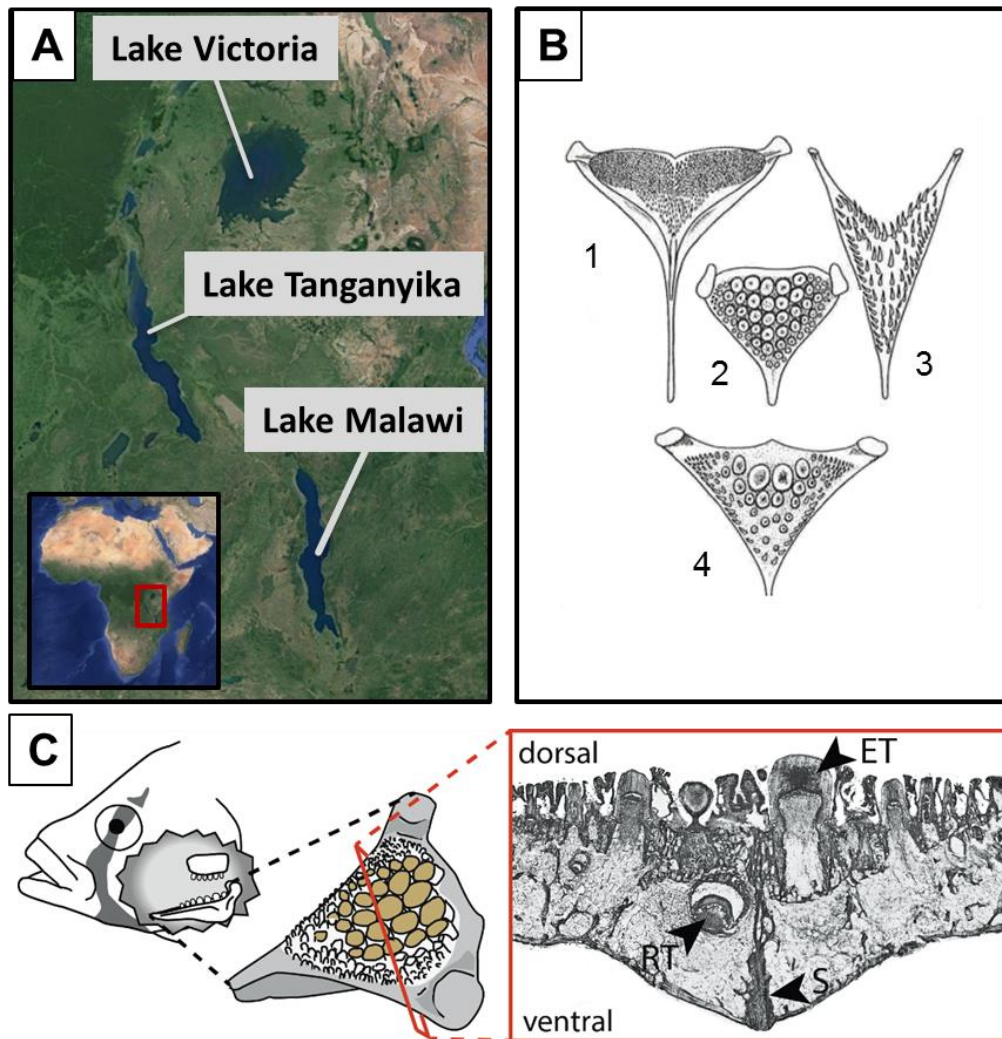 A
Lake Victoria
Lake Tanganyika
Lake Malawi
B
1
2
3
4
C
dorsal
ET
RT
S
ventral